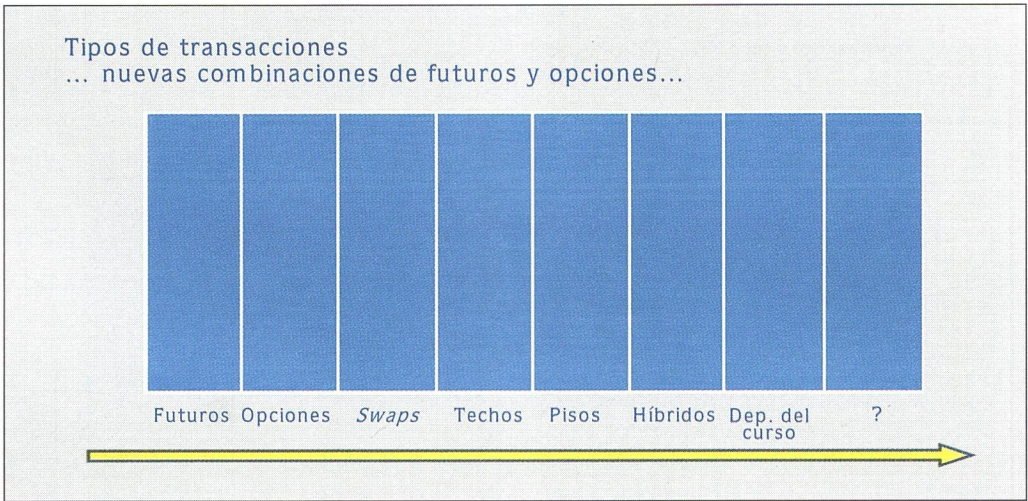 Tipos de transacciones
... nuevas combinaciones de futuros y opciones...
Futuros Opciones Swaps Techos Pisos Híbridos Dep. del curso ?